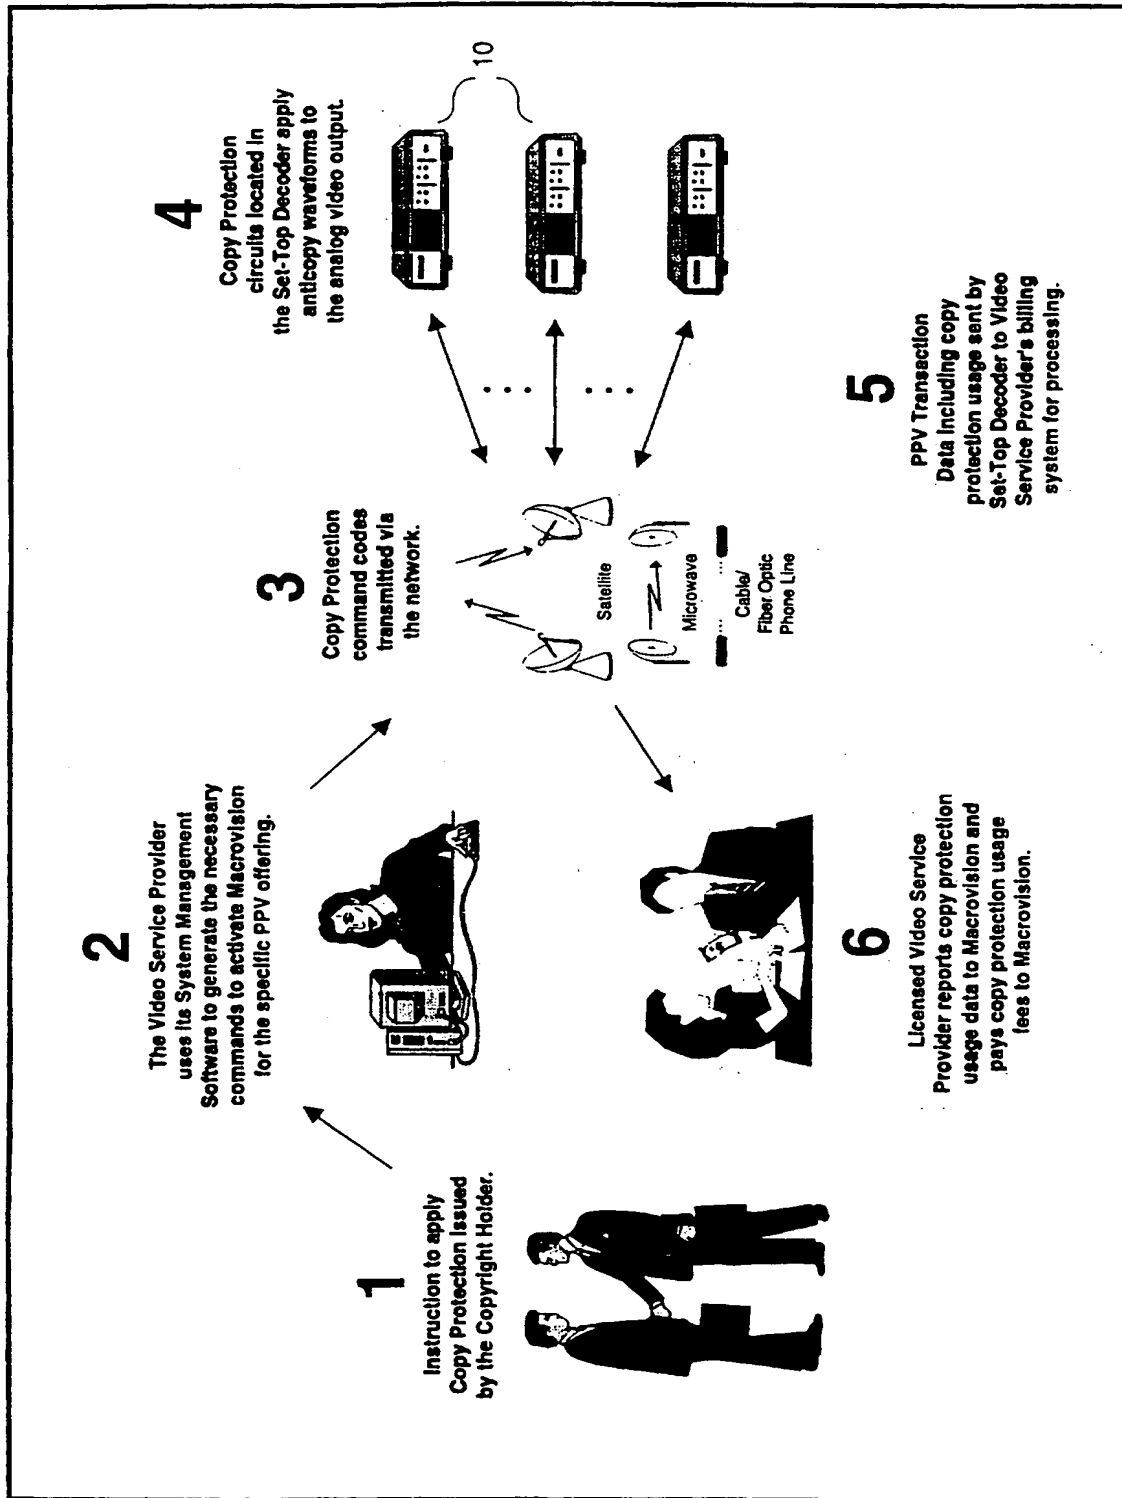 1
Instruction to apply
Copy Protection issued
by the Copyright Holder.
2
The Video Service Provider
uses its System Management
Software to generate the necessary
commands to activate Macrovision
for the specific PPV offering.
3
Copy Protection
command codes
transmitted via
the network.
Satellite
Microwave
Cable/
Fiber Optic
Phone Line
4
Copy Protection
circuits located in
the Set-Top Decoder apply
anticopy waveforms to
the analog video output.
10
5
PPV Transaction
Data including copy
protection usage sent by
Set-Top Decoder to Video
Service Provider's billing
system for processing.
6
Licensed Video Service
Provider reports copy protection
usage data to Macrovision and
pays copy protection usage
fees to Macrovision.